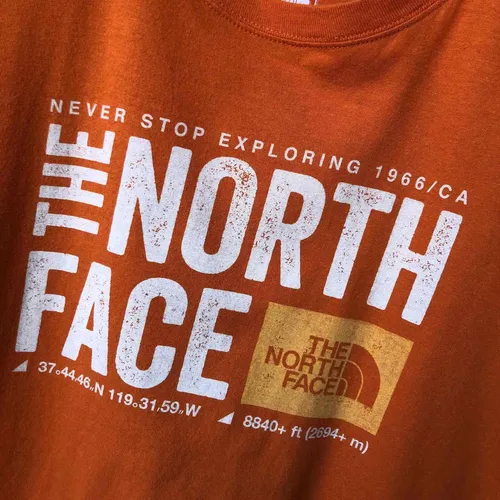 NEVER STOP EXPLORING 1966/CA
THE NORTH
FACE
THE
NORTH
FACE
37°44.46„N 119°31.59„W
8840+ ft (2694+ m)